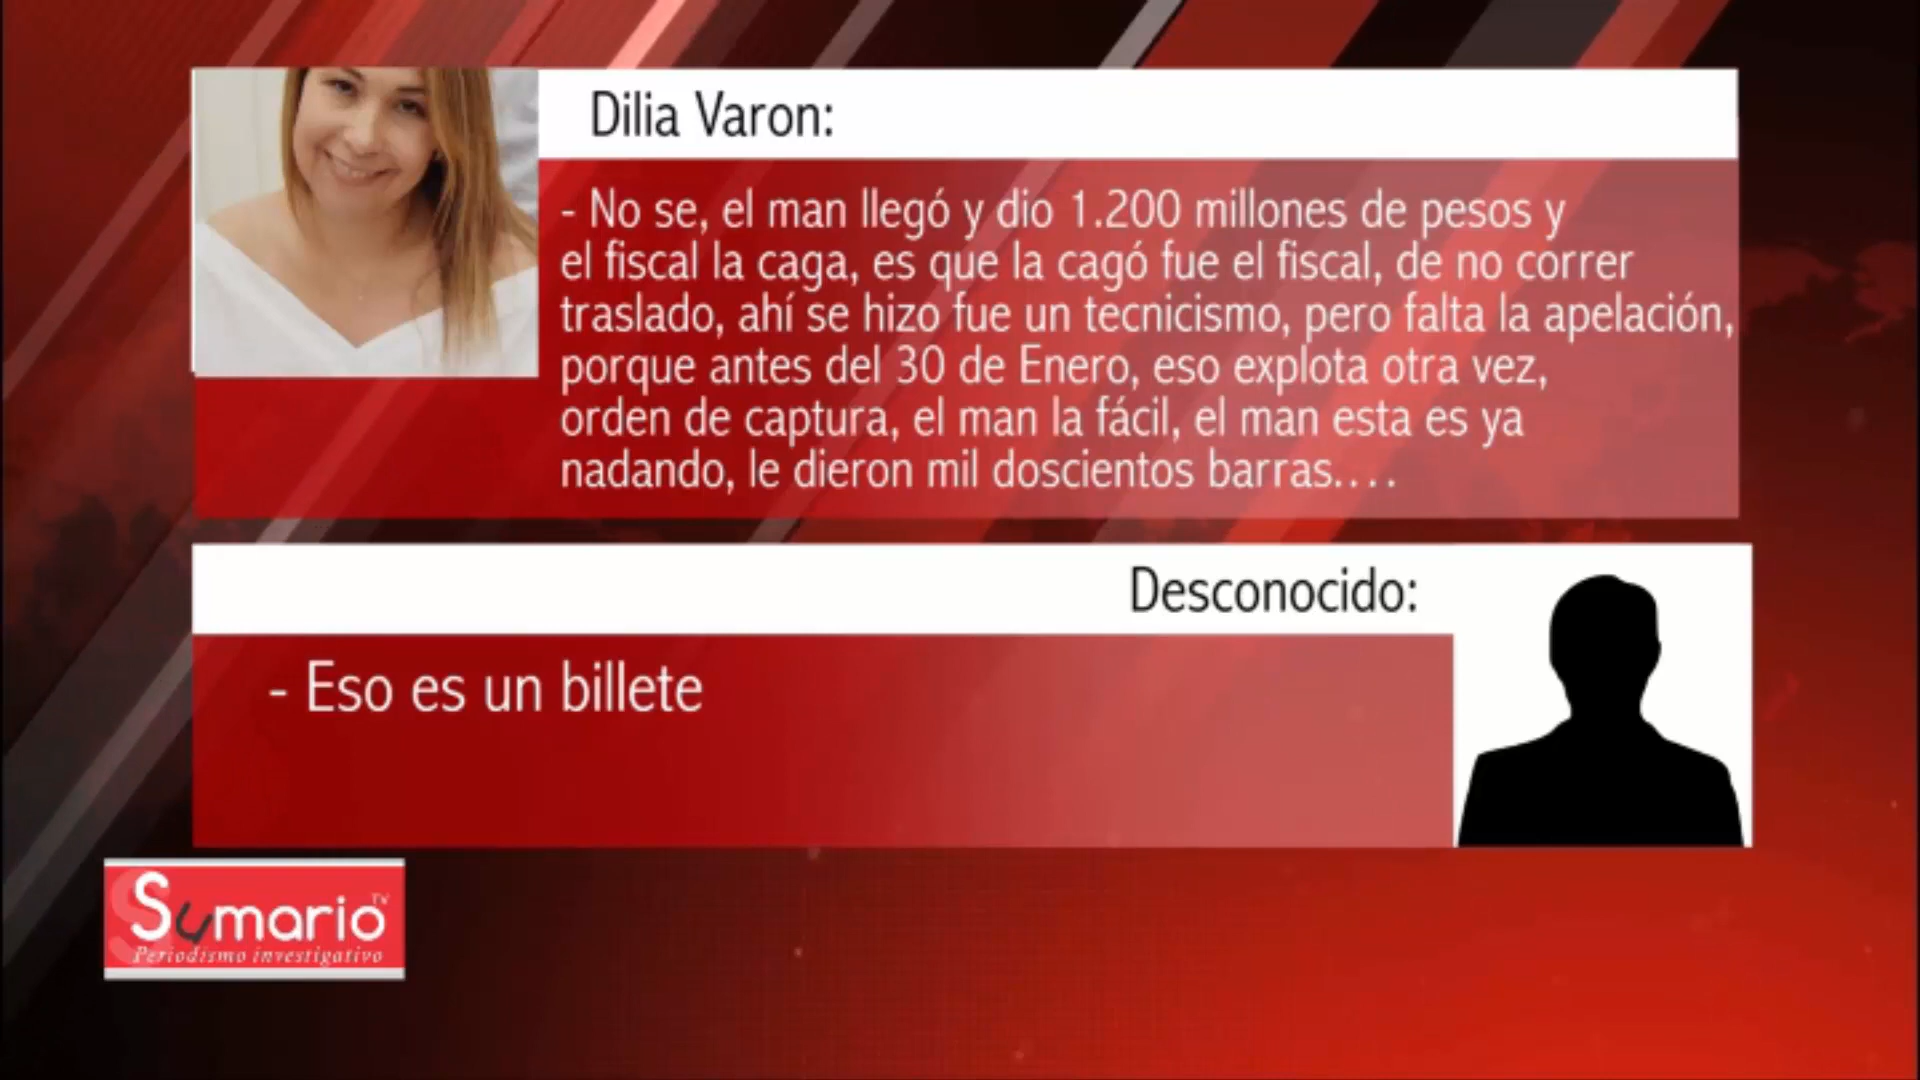 Dilia Varon:
- No se, el man llegó y dio 1.200 millones de pesos y
el fiscal la caga, es que la cagó fue el fiscal, de no correr
traslado, ahí se hizo fue un tecnicismo, pero falta la apelación,
porque antes del 30 de Enero, eso explota otra vez,
orden de captura, el man la fácil, el man esta es ya
nadando, le dieron mil doscientos barras....
Desconocido:
- Eso es un billete
Sumario TV
Periodismo investigativo